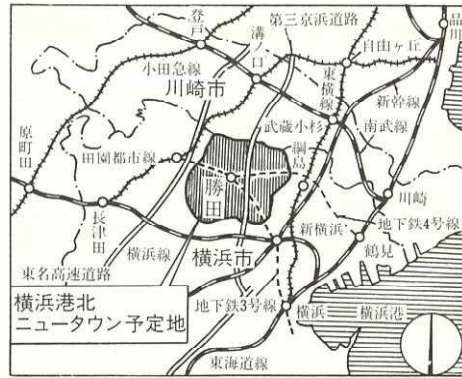 品川
登戸
溝ノ口
第三京浜道路
自由ヶ丘
小田急線
東横線
川崎市
新幹線
原町田
武蔵小杉
南武線
田園都市線
綱島
勝田
川崎
長津田
新横浜
地下鉄4号線
横浜線
横浜市
鶴見
東名高速道路
横浜港北
ニュータウン予定地
地下鉄3号線
横浜
横浜港
東海道線